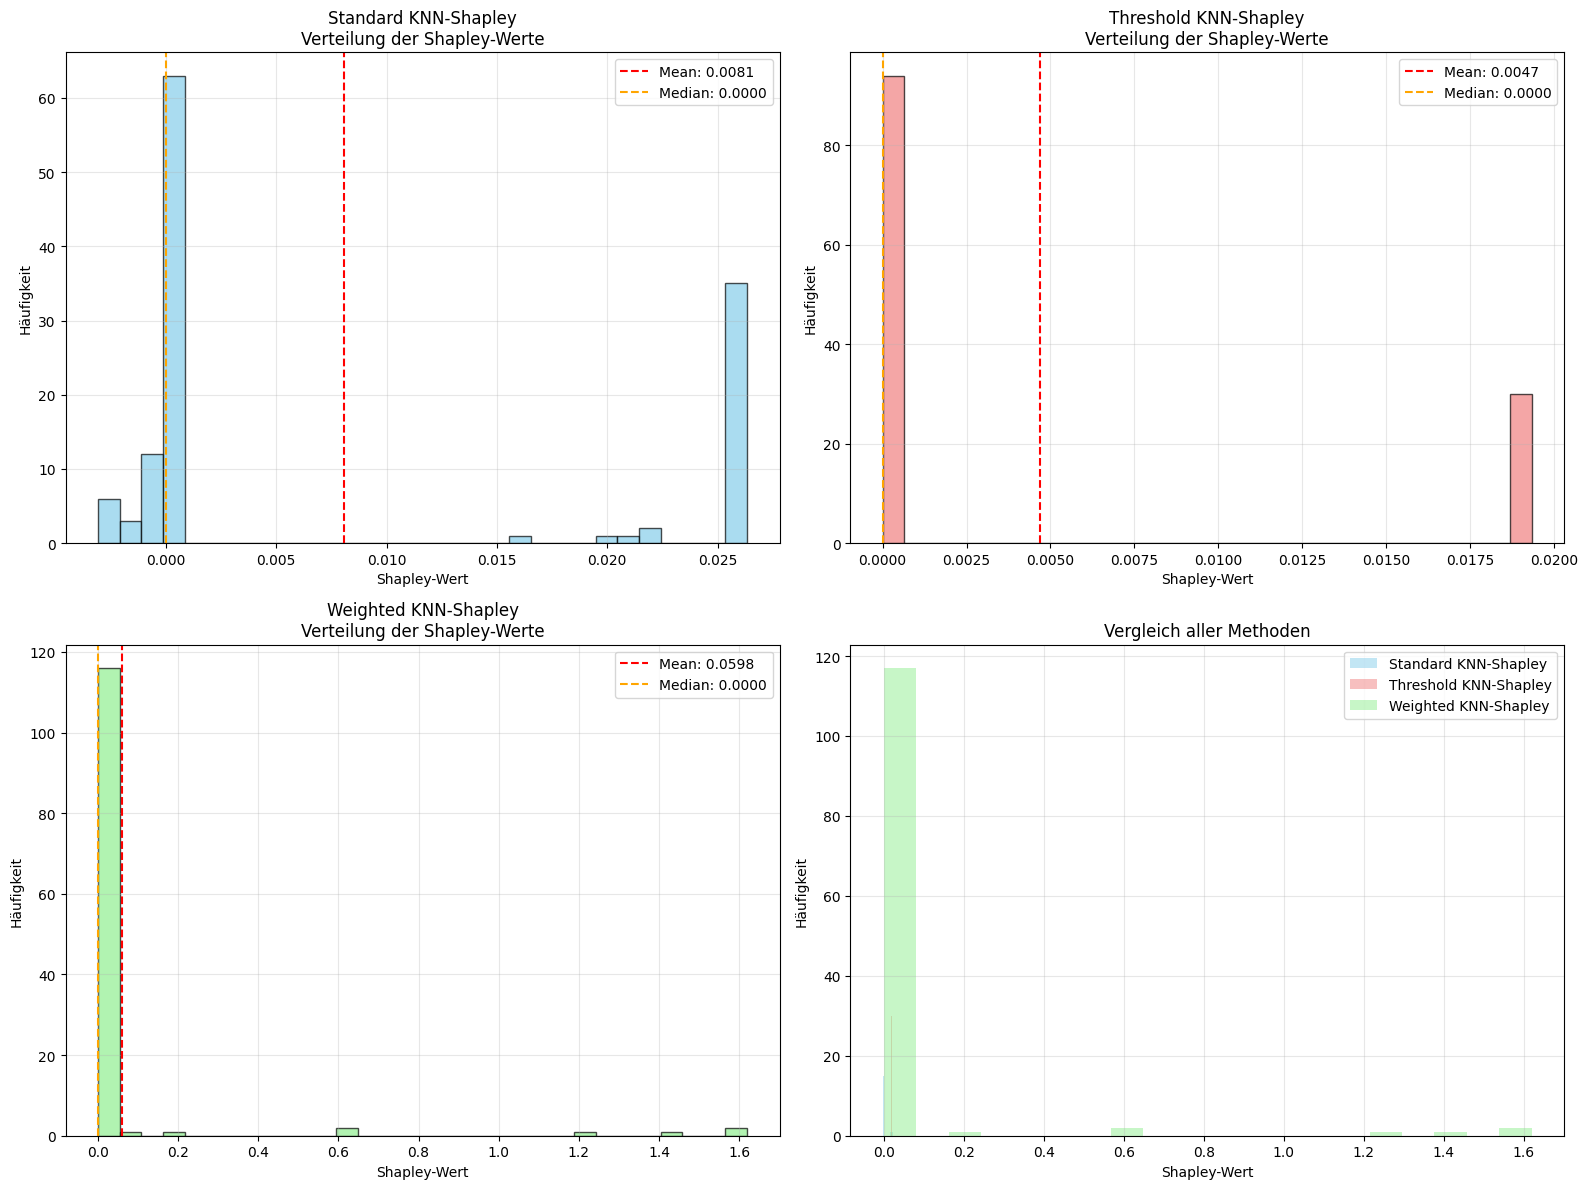 Standard KNN-Shapley
Verteilung der Shapley-Werte
Mean: 0.0081
Median: 0.0000
Häufigkeit
60
50
40
30
20
10
0
0.000 0.005 0.010 0.015 0.020 0.025
Shapley-Wert
Threshold KNN-Shapley
Verteilung der Shapley-Werte
Mean: 0.0047
Median: 0.0000
Häufigkeit
80
60
40
20
0
0.0000 0.0025 0.0050 0.0075 0.0100 0.0125 0.0150 0.0175 0.0200
Shapley-Wert
Weighted KNN-Shapley
Verteilung der Shapley-Werte
Mean: 0.0598
Median: 0.0000
Häufigkeit
120
100
80
60
40
20
0
0.0 0.2 0.4 0.6 0.8 1.0 1.2 1.4 1.6
Shapley-Wert
Vergleich aller Methoden
Standard KNN-Shapley
Threshold KNN-Shapley
Weighted KNN-Shapley
Häufigkeit
120
100
80
60
40
20
0
0.0 0.2 0.4 0.6 0.8 1.0 1.2 1.4 1.6
Shapley-Wert